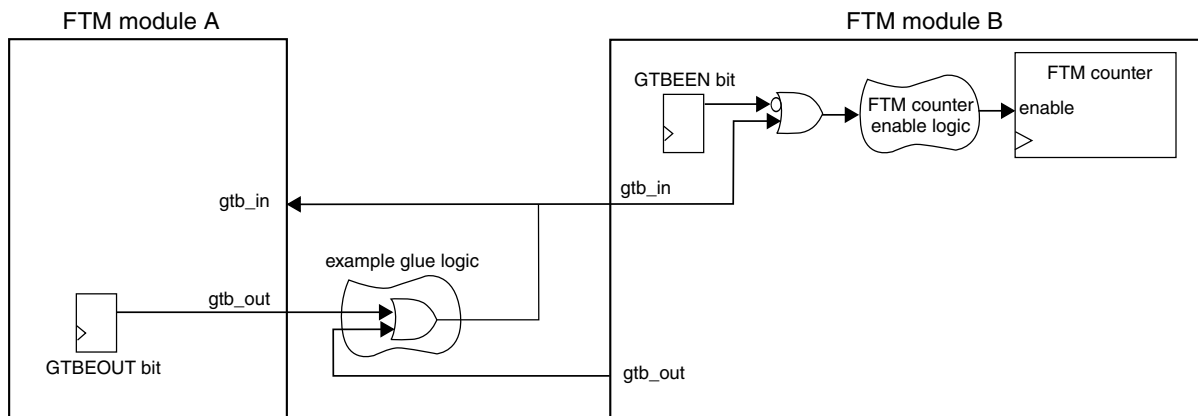 FTM module A
FTM module B
GTBEEN bit
FTM counter
enable
FTM counter
enable logic
gtb_in
gtb_in
example glue logic
gtb_out
GTBEOUT bit
gtb_out